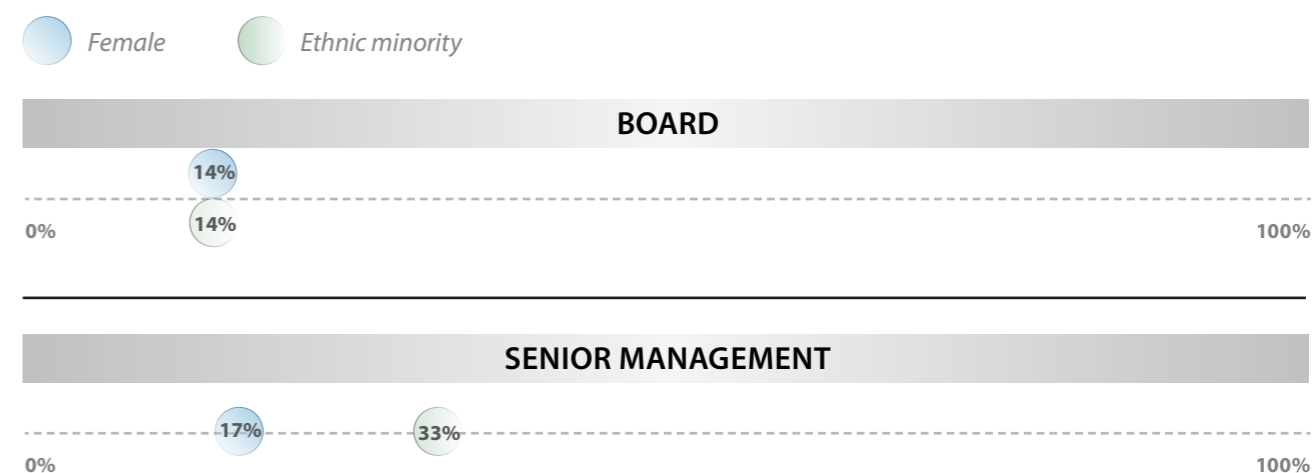 Female Ethnic minority
BOARD
14%
14%
0% 100%
SENIOR MANAGEMENT
17% 33%
0% 100%